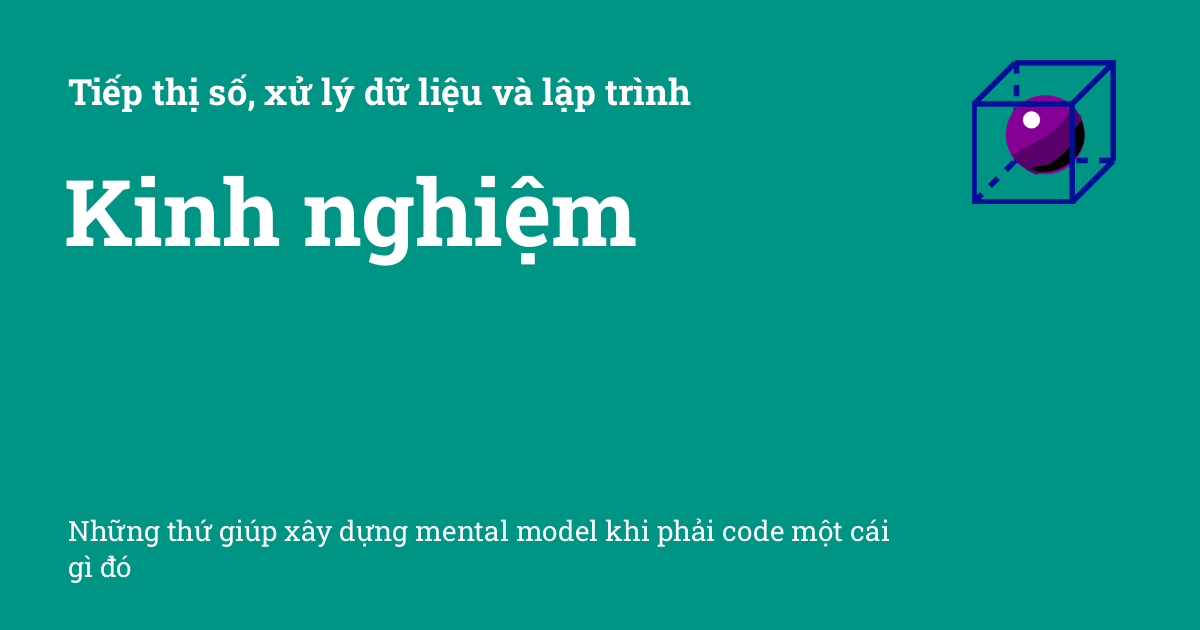 Tiếp thị số, xử lý dữ liệu và lập trình
Kinh nghiệm
Những thứ giúp xây dựng mental model khi phải code một cái
gì đó